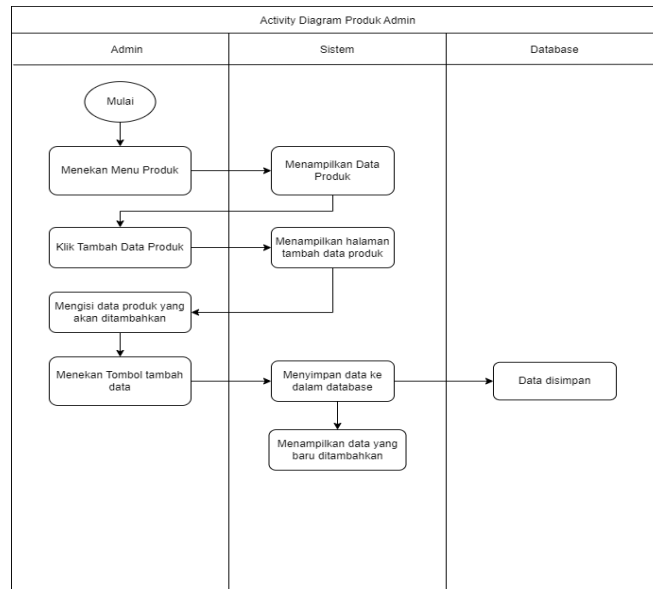 Activity Diagram Produk Admin
Admin
Sistem
Database
Mulai
Menekan Menu Produk
Menampilkan Data
Produk
Klik Tambah Data Produk
Menampilkan halaman
tambah data produk
Mengisi data produk yang
akan ditambahkan
Menekan Tombol tambah
data
Menyimpan data ke
dalam database
Data disimpan
Menampilkan data yang
baru ditambahkan